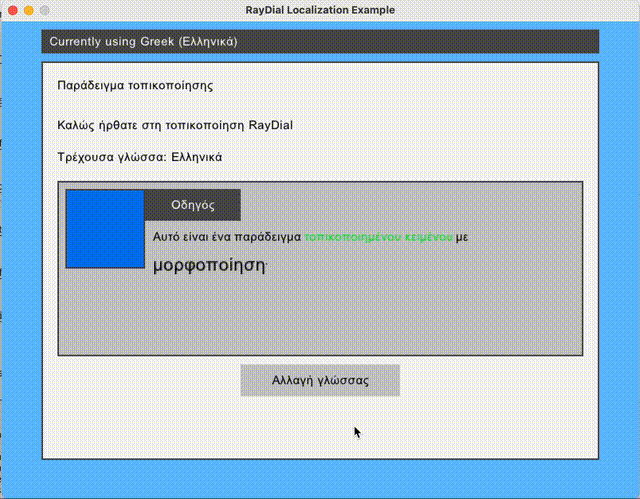 RayDial Localization Example
Currently using Greek (Ελληνικά)
Παράδειγμα τοπικοποίησης
Καλώς ήρθατε στη τοπικοποίηση RayDial
Τρέχουσα γλώσσα: Ελληνικά
Οδηγός
Αυτό είναι ένα παράδειγμα τοπικοποιημένου κειμένου με
μορφοποίηση
Αλλαγή γλώσσας